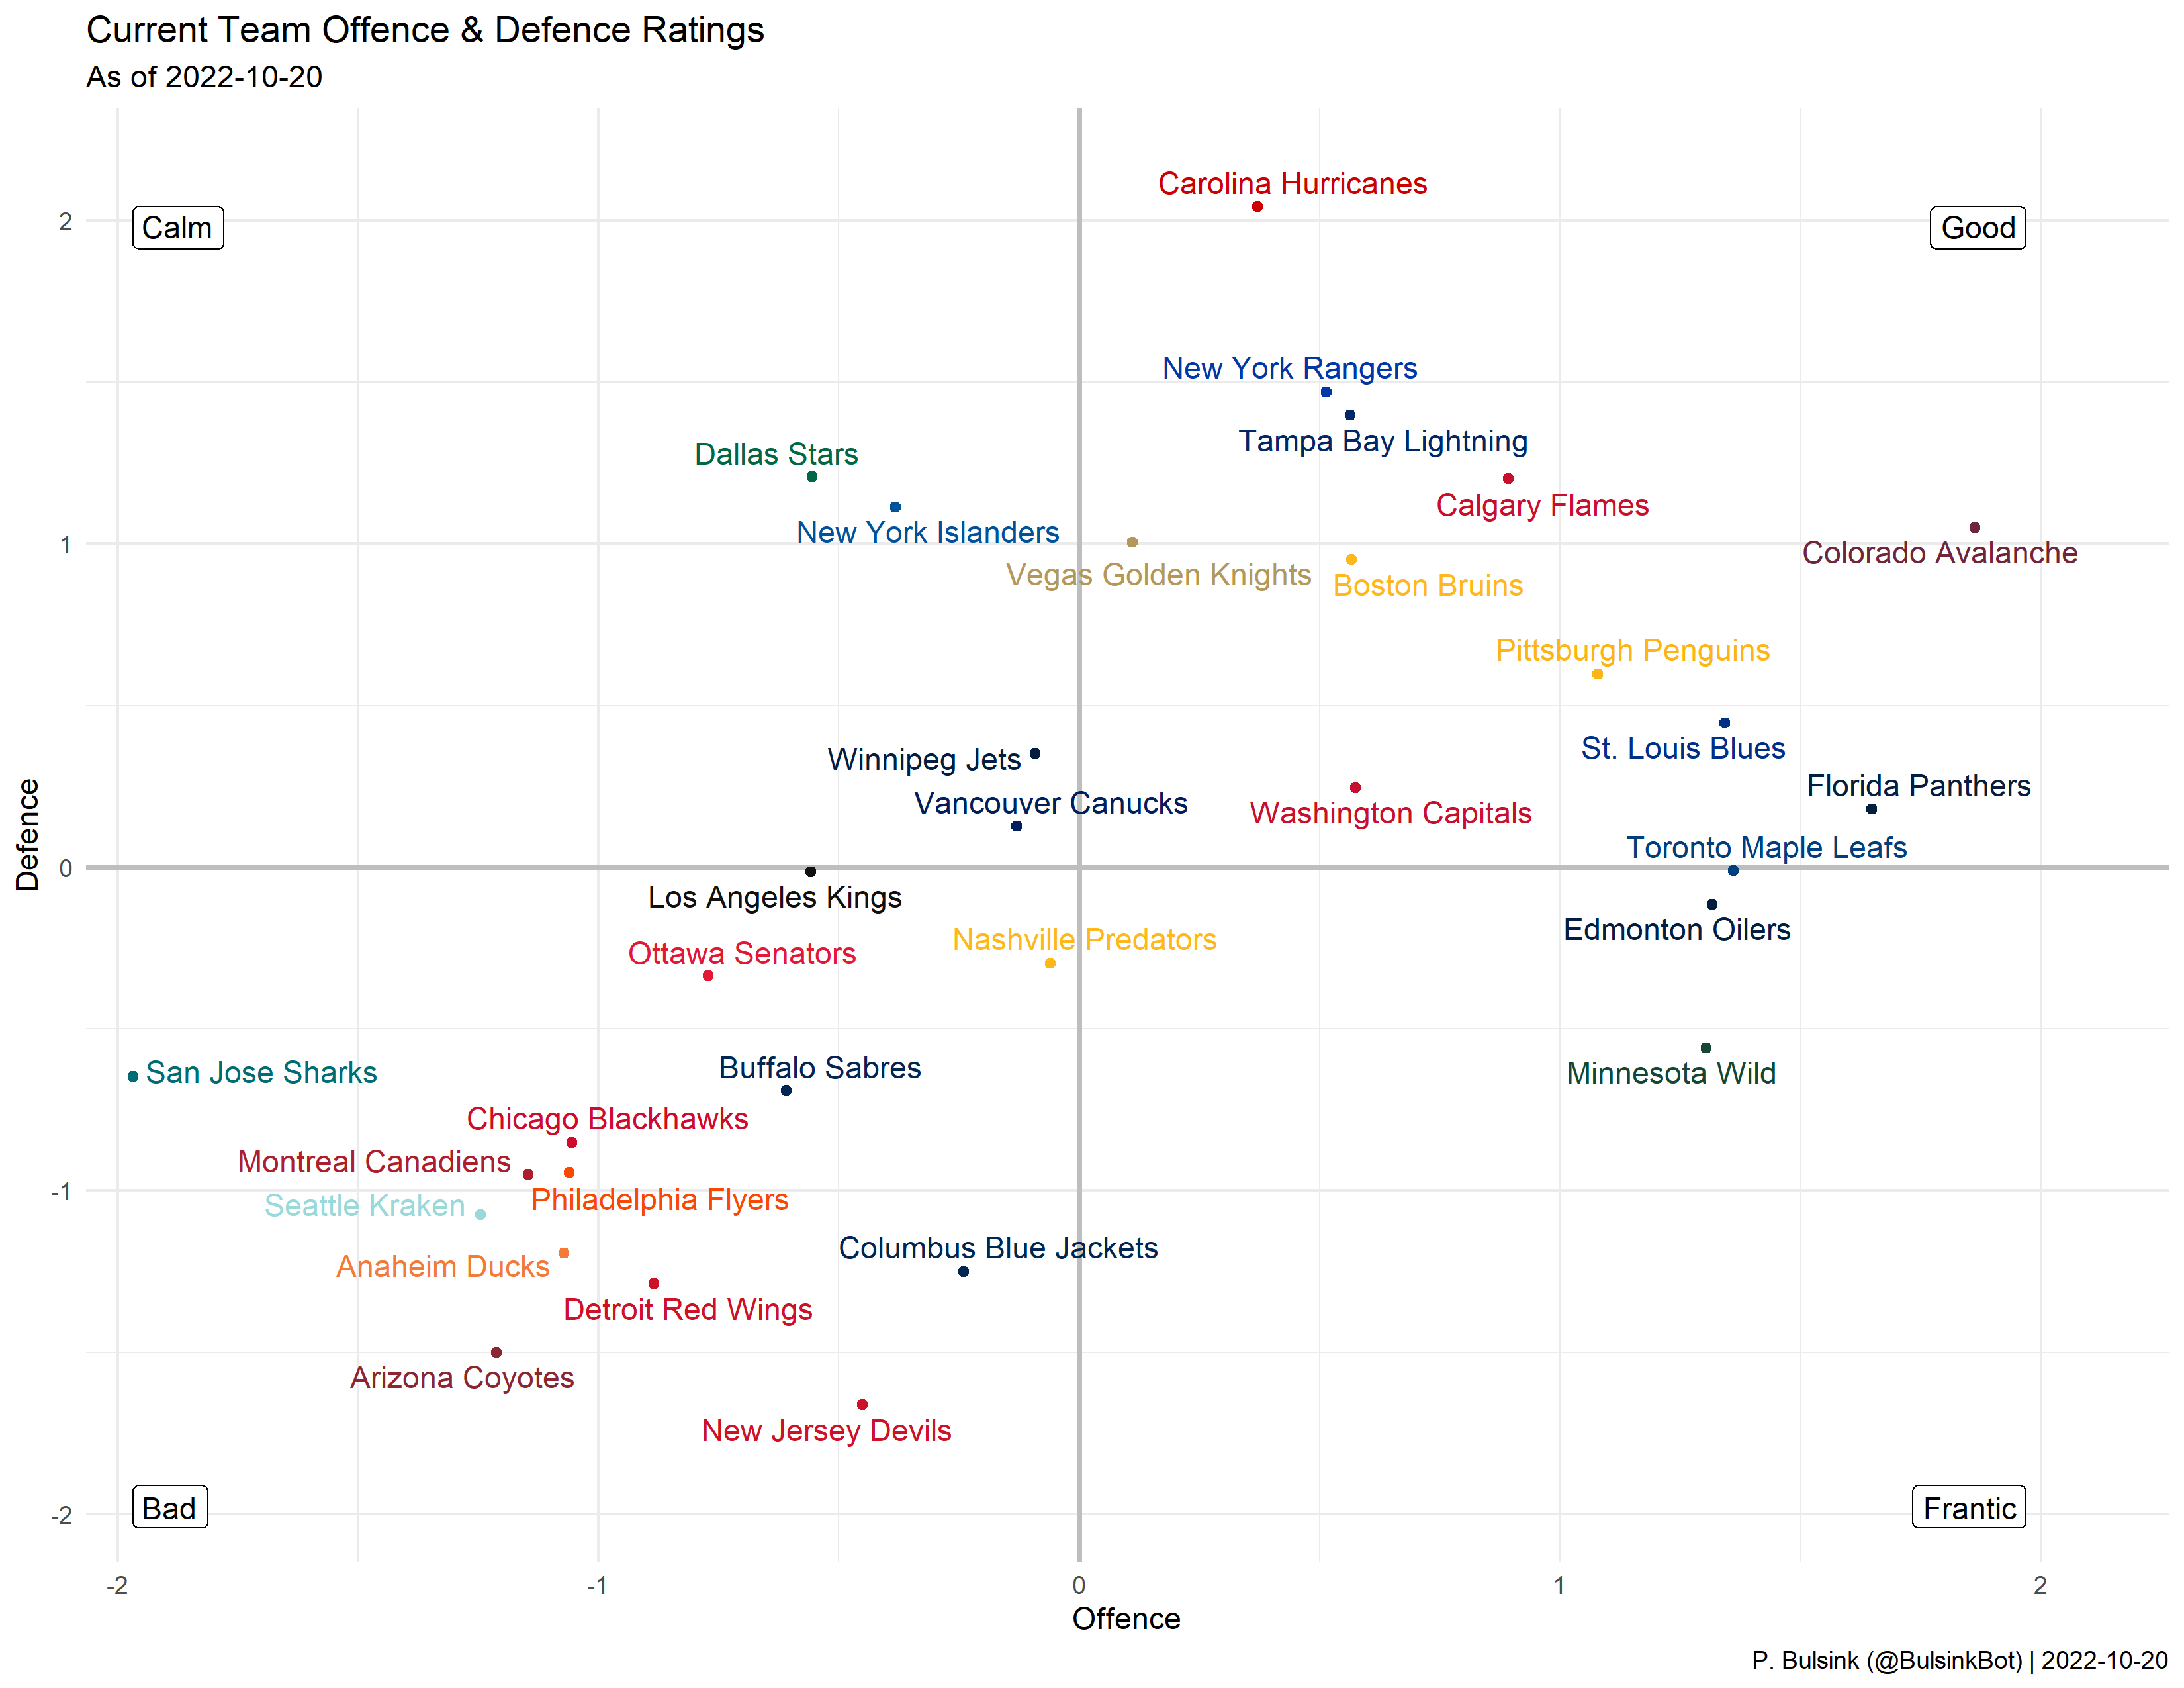 Current Team Offence & Defence Ratings
As of 2022-10-20
Carolina Hurricanes
2
Calm
Good
New York Rangers
Tampa Bay Lightning
Dallas Stars
Calgary Flames
New York Islanders
1
Colorado Avalanche
Vegas Golden Knights
Boston Bruins
Pittsburgh Penguins
St. Louis Blues
Winnipeg Jets
Florida Panthers
Vancouver Canucks
Washington Capitals
Defence
Toronto Maple Leafs
0
Los Angeles Kings
Edmonton Oilers
Nashville Predators
Ottawa Senators
San Jose Sharks
Buffalo Sabres
Minnesota Wild
Chicago Blackhawks
Montreal Canadiens
-1
Philadelphia Flyers
Seattle Kraken
Columbus Blue Jackets
Anaheim Ducks
Detroit Red Wings
Arizona Coyotes
New Jersey Devils
Bad
Frantic
-2
-2
-1
0
1
2
Offence
P. Bulsink (@BulsinkBot) | 2022-10-20